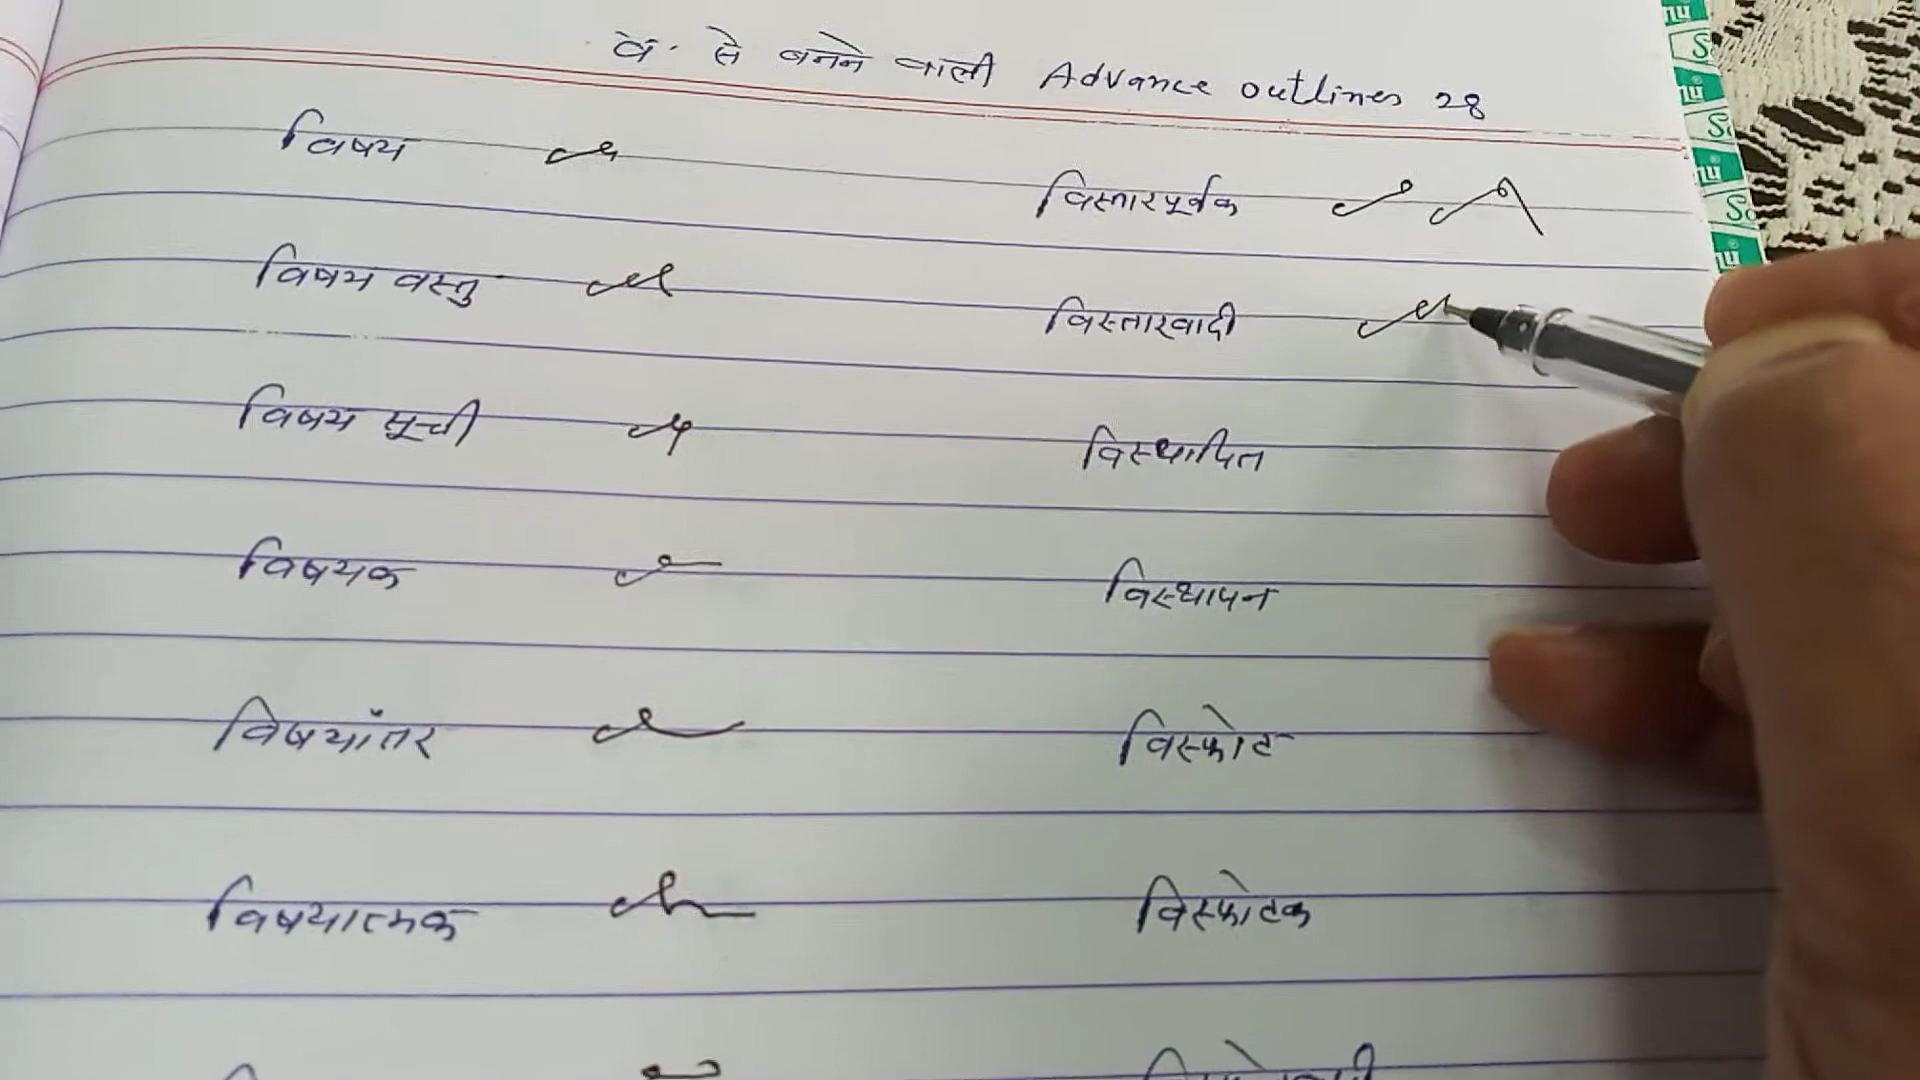 व. से बनने वाली Advance outlines 28
विषय
विषय वस्तु
विषय सूची
विषयक
विषयांतर
विषयात्मक
विस्तारपूर्वक
विस्तारवादी
विस्थापित
विस्थापन
विस्फोट
विस्फोटक